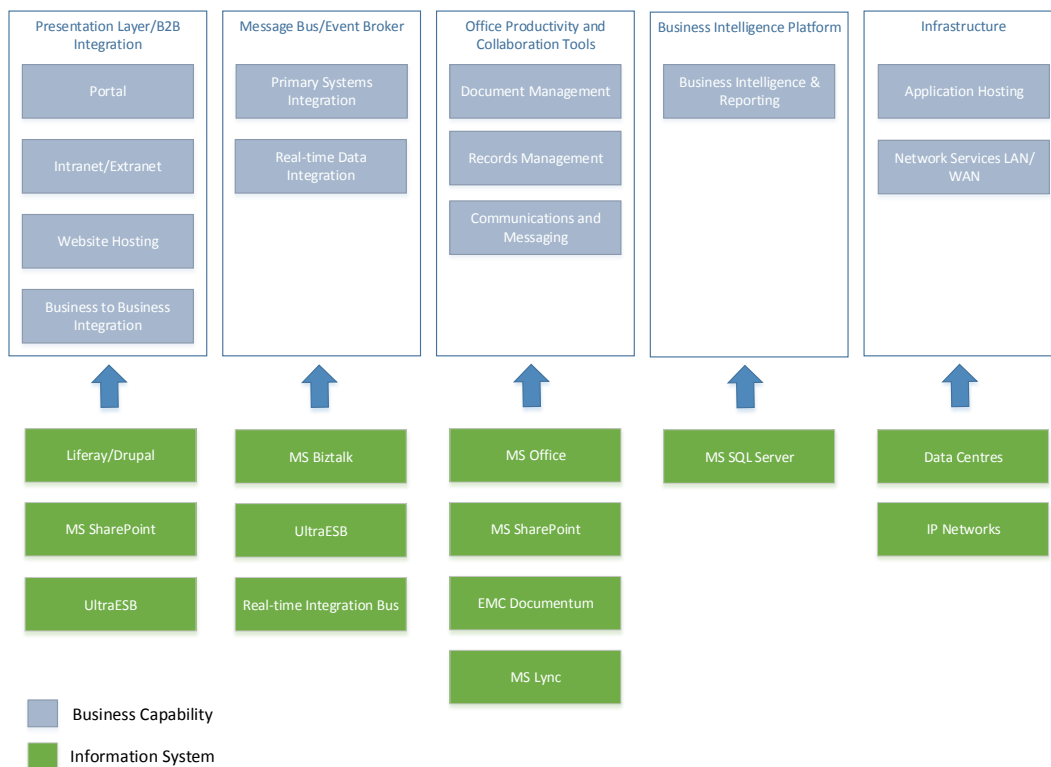 Presentation Layer/B2B
Integration
Portal
Intranet/Extranet
Website Hosting
Business to Business
Integration
Message Bus/Event Broker
Primary Systems
Integration
Real-time Data
Integration
Office Productivity and
Collaboration Tools
Document Management
Records Management
Communications and
Messaging
Business Intelligence Platform
Business Intelligence &
Reporting
Infrastructure
Application Hosting
Network Services LAN/
WAN
Liferay/Drupal
MS SharePoint
UltraESB
MS Biztalk
UltraESB
Real-time Integration Bus
MS Office
MS SharePoint
EMC Documentum
MS Lync
MS SQL Server
Data Centres
IP Networks
Business Capability
Information System